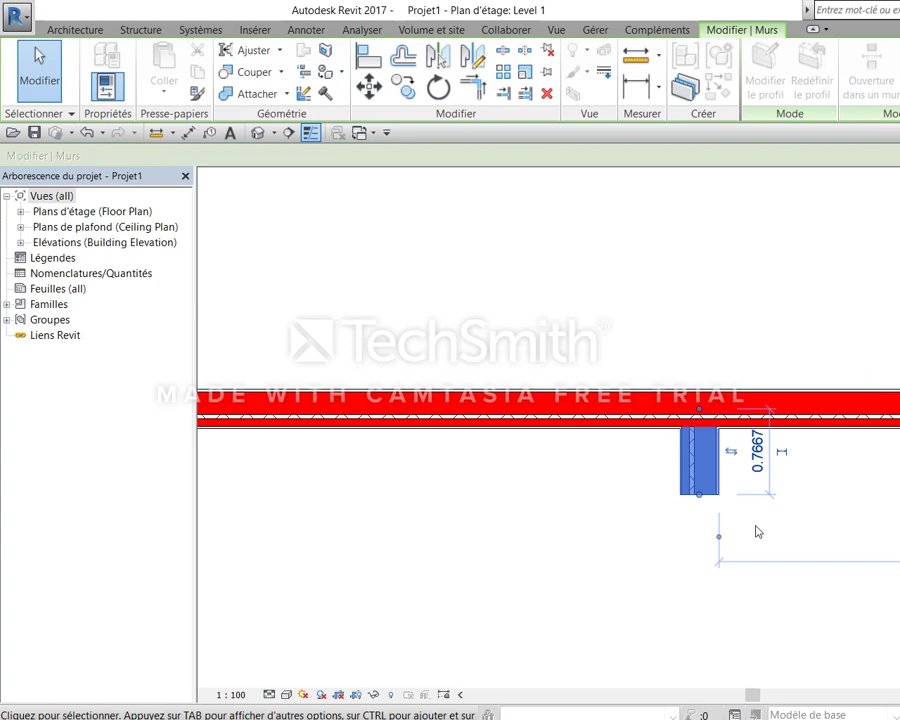 Autodesk Revit 2017 -    Projet1 - Plan d'étage: Level 1
Entrez mot-clé ou e
Architecture Structure Systèmes Insérer Annoter Analyser Volume et site Collaborer Vue Gérer Compléments Modifier | Murs
Modifier
Coller
Ajuster
Couper
Attacher
Modifier le profil
Redéfinir le profil
Ouverture dans un mur
Sélectionner Propriétés Presse-papiers Géométrie Modifier Vue Mesurer Créer Mode Moc
Modifier | Murs
Arborescence du projet - Projet1
Vues (all)
Plans d'étage (Floor Plan)
Plans de plafond (Ceiling Plan)
Elévations (Building Elevation)
Légendes
Nomenclatures/Quantités
Feuilles (all)
Familles
Groupes
Liens Revit
TechSmith®
MADE WITH CAMTASIA FREE TRIAL
0.7667
1 : 100
Cliquez pour sélectionner. Appuyez sur TAB pour afficher d'autres options, sur CTRL pour ajouter et sur
:0
Modèle de base